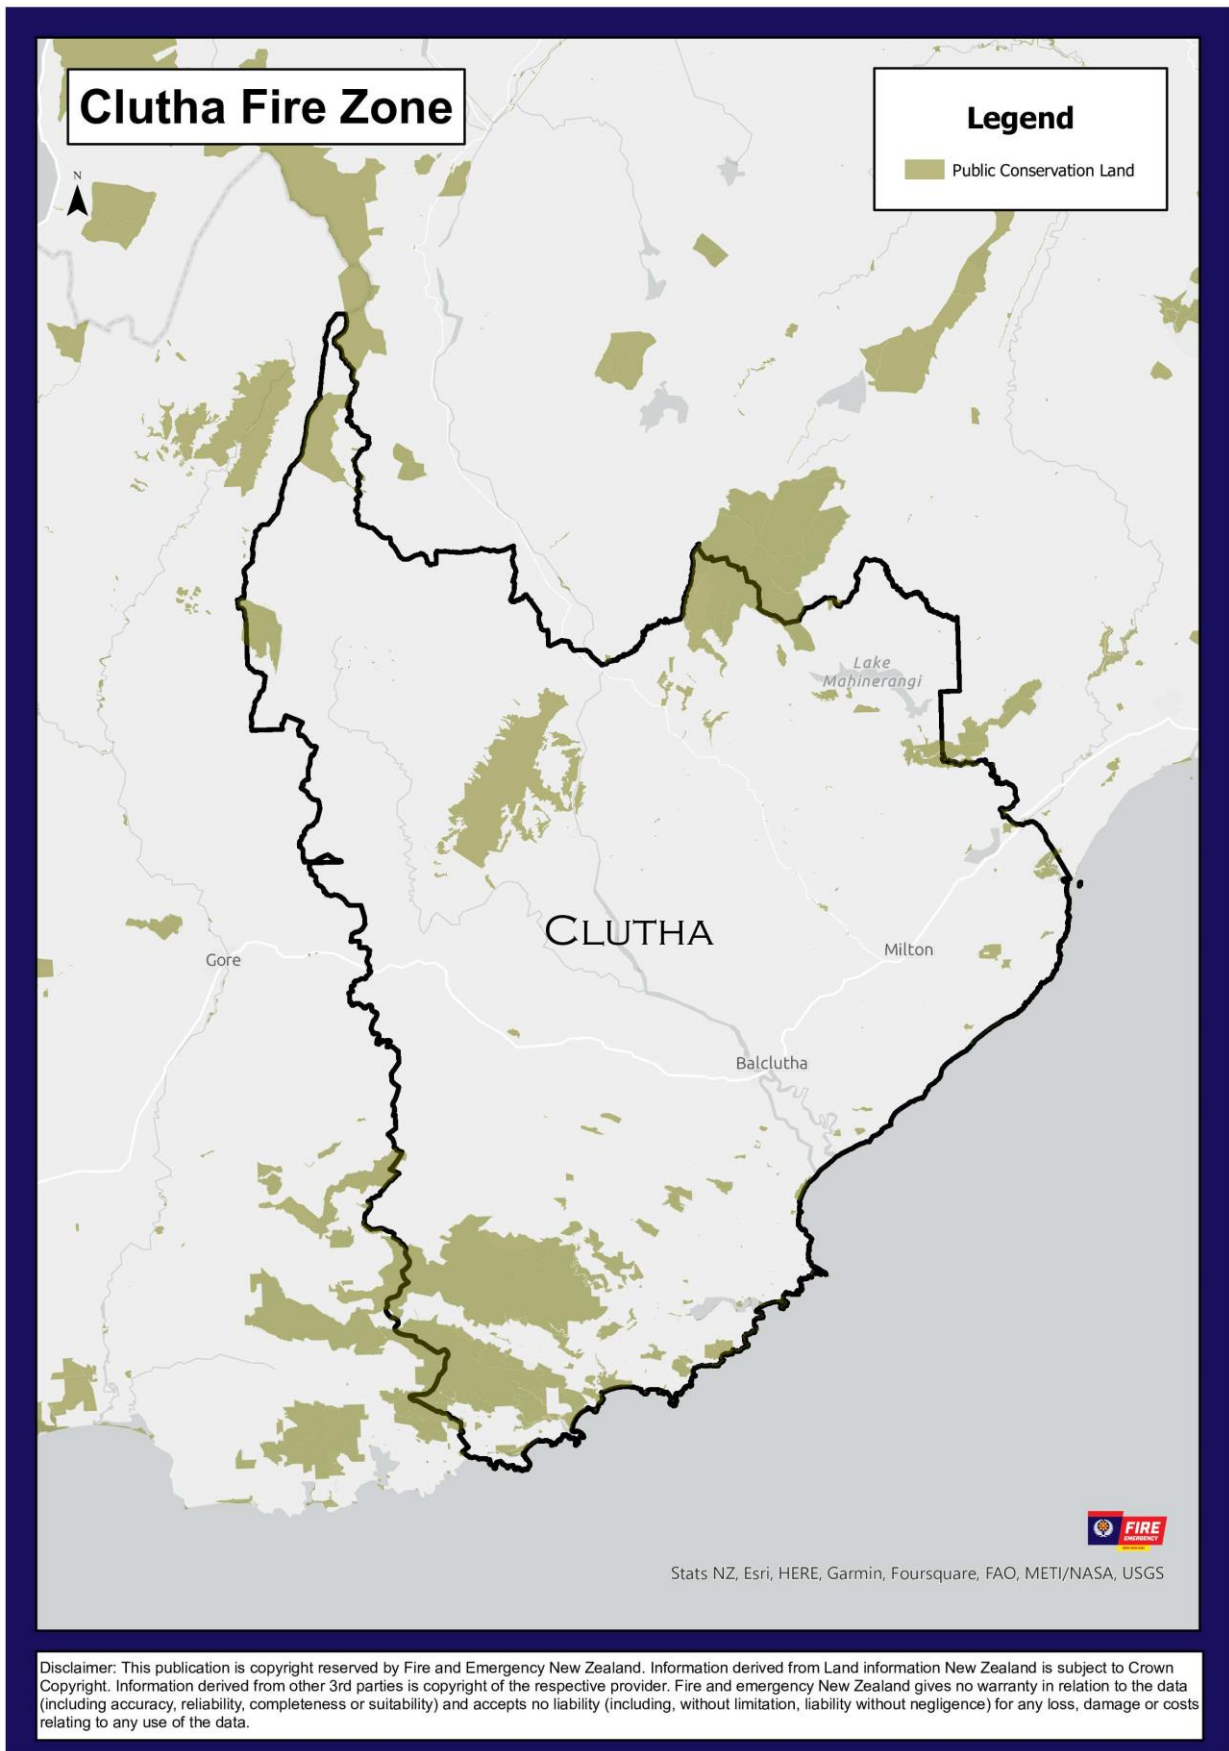 Clutha Fire Zone
Legend
Public Conservation Land
N
Lake
Mahinerangi
CLUTHA
Milton
Gore
Balclutha
FIRE
EMERGENCY
Stats NZ, Esri, HERE, Garmin, Foursquare, FAO, METI/NASA, USGS
Disclaimer: This publication is copyright reserved by Fire and Emergency New Zealand. Information derived from Land information New Zealand is subject to Crown
Copyright. Information derived from other 3rd parties is copyright of the respective provider. Fire and emergency New Zealand gives no warranty in relation to the data
(including accuracy, reliability, completeness or suitability) and accepts no liability (including, without limitation, liability without negligence) for any loss, damage or costs
relating to any use of the data.